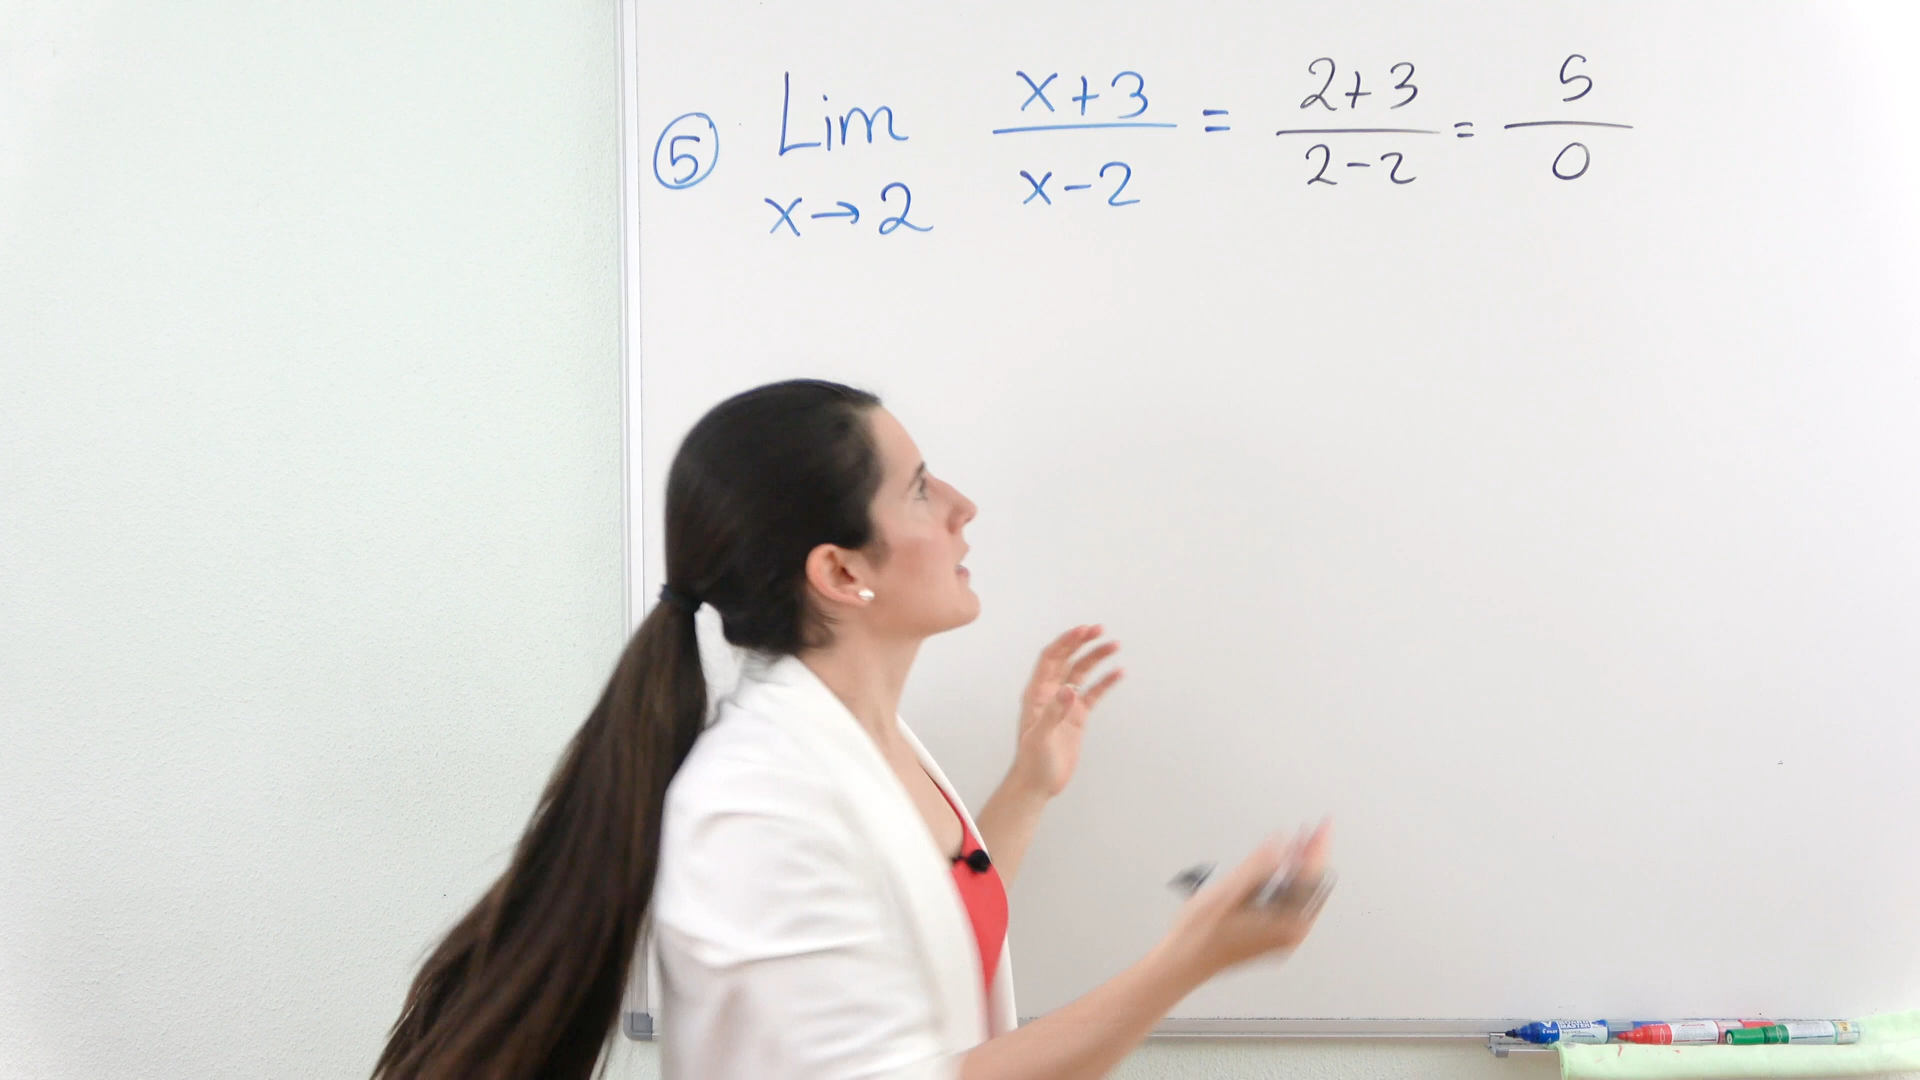 ⑤ Lim x+3 = 2+3 = 5
x→2 x-2 2-2 0